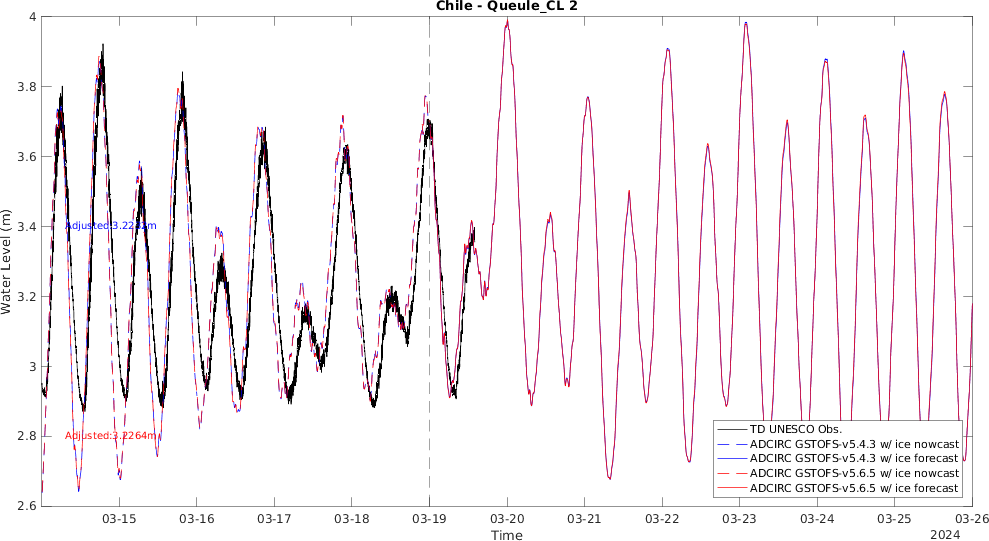 Chile - Queule_CL 2
Water Level (m)
4
3.8
3.6
3.4
3.2
3
2.8
2.6
Adjusted:3.2264m
TD UNESCO Obs.
ADCIRC GSTOFS-v5.4.3 w/ ice nowcast
ADCIRC GSTOFS-v5.4.3 w/ ice forecast
ADCIRC GSTOFS-v5.6.5 w/ ice nowcast
ADCIRC GSTOFS-v5.6.5 w/ ice forecast
03-15 03-16 03-17 03-18 03-19 03-20 03-21 03-22 03-23 03-24 03-25 03-26
Time
2024